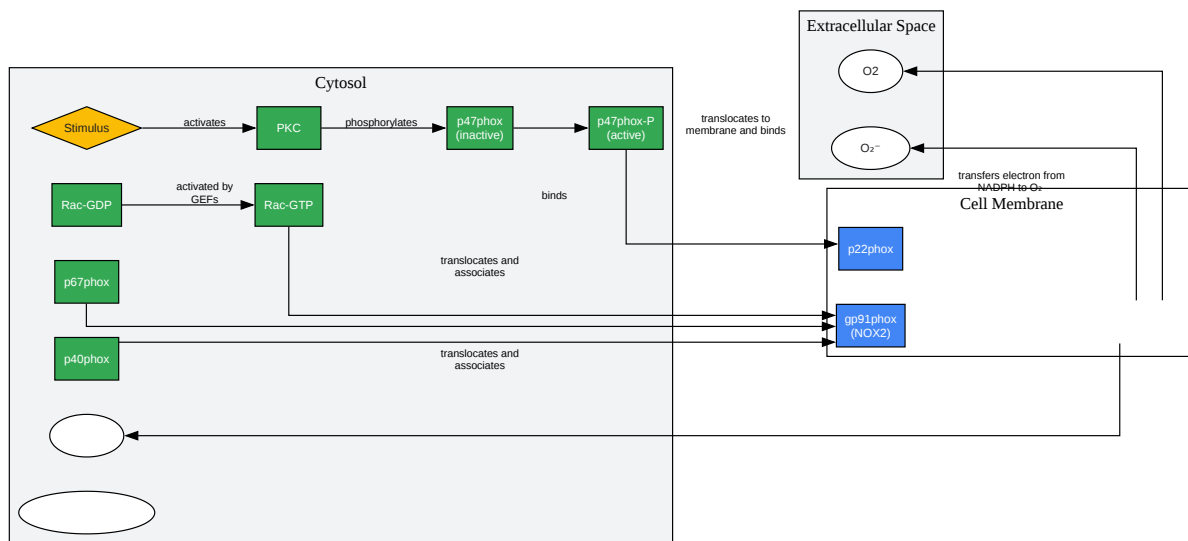 Extracellular Space
O2
O₂⁻
Cytosol
Stimulus
activates
PKC
phosphorylates
p47phox
(inactive)
p47phox-P
(active)
translocates to
membrane and binds
Rac-GDP
activated by
GEFs
Rac-GTP
binds
transfers electron from
NADPH to O₂
Cell Membrane
p22phox
p67phox
translocates and
associates
gp91phox
(NOX2)
p40phox
translocates and
associates